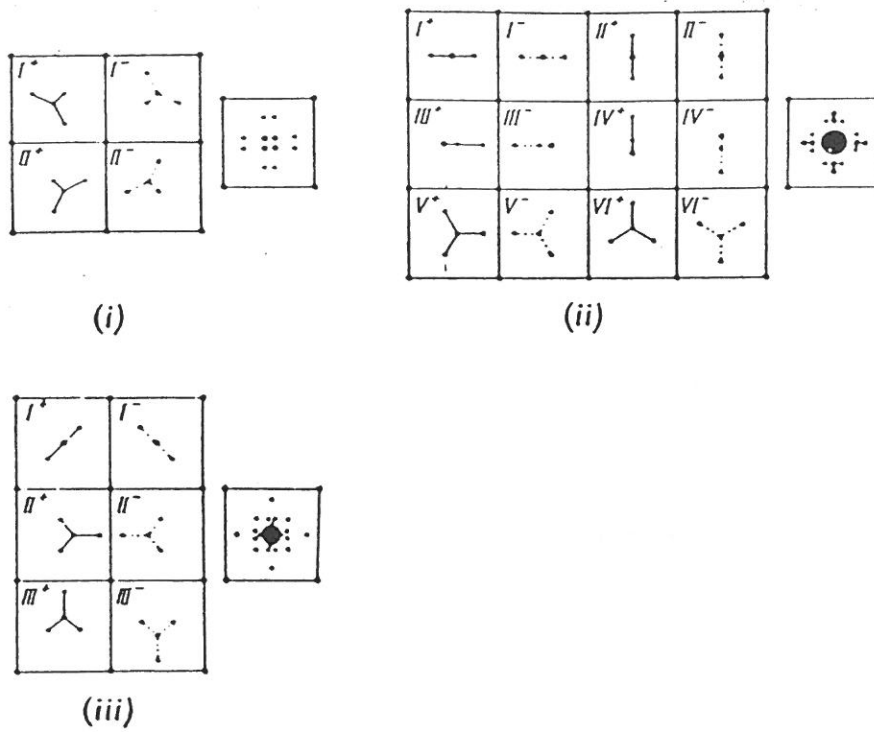 I⁺ I⁻
II⁺ II⁻
(i)
I⁺ I⁻ II⁺ II⁻
III⁺ III⁻ IV⁺ IV⁻
V⁺ V⁻ VI⁺ VI⁻
(ii)
I⁺ I⁻
II⁺ II⁻
III⁺ III⁻
(iii)